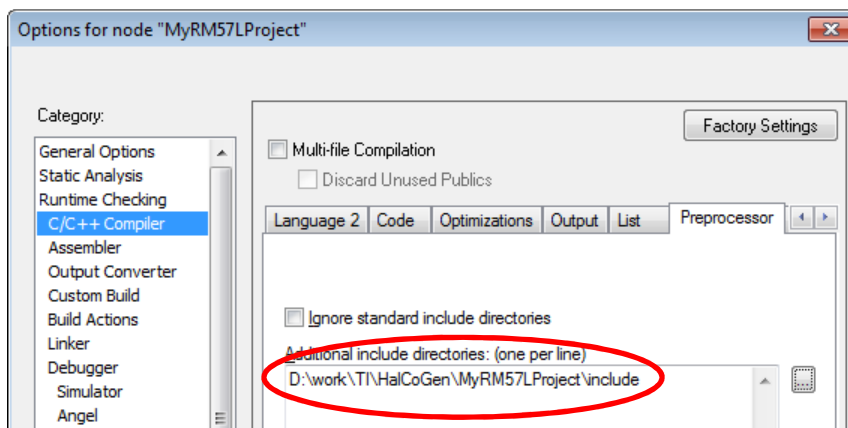 Options for node "MyRM57LProject"
Category:
General Options
Static Analysis
Runtime Checking
C/C++ Compiler
Assembler
Output Converter
Custom Build
Build Actions
Linker
Debugger
Simulator
Angel
Factory Settings
Multi-file Compilation
Discard Unused Publics
Language 2 Code Optimizations Output List Preprocessor
Ignore standard include directories
Additional include directories: (one per line)
D:\work\TI\HalCoGen\MyRM57LProject\include
...